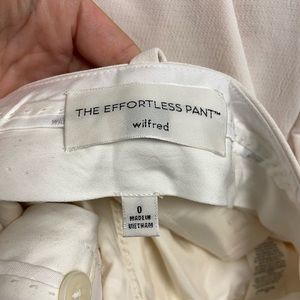 THE EFFORTLESS PANT™
wilfred
0
MADE IN
VIETNAM